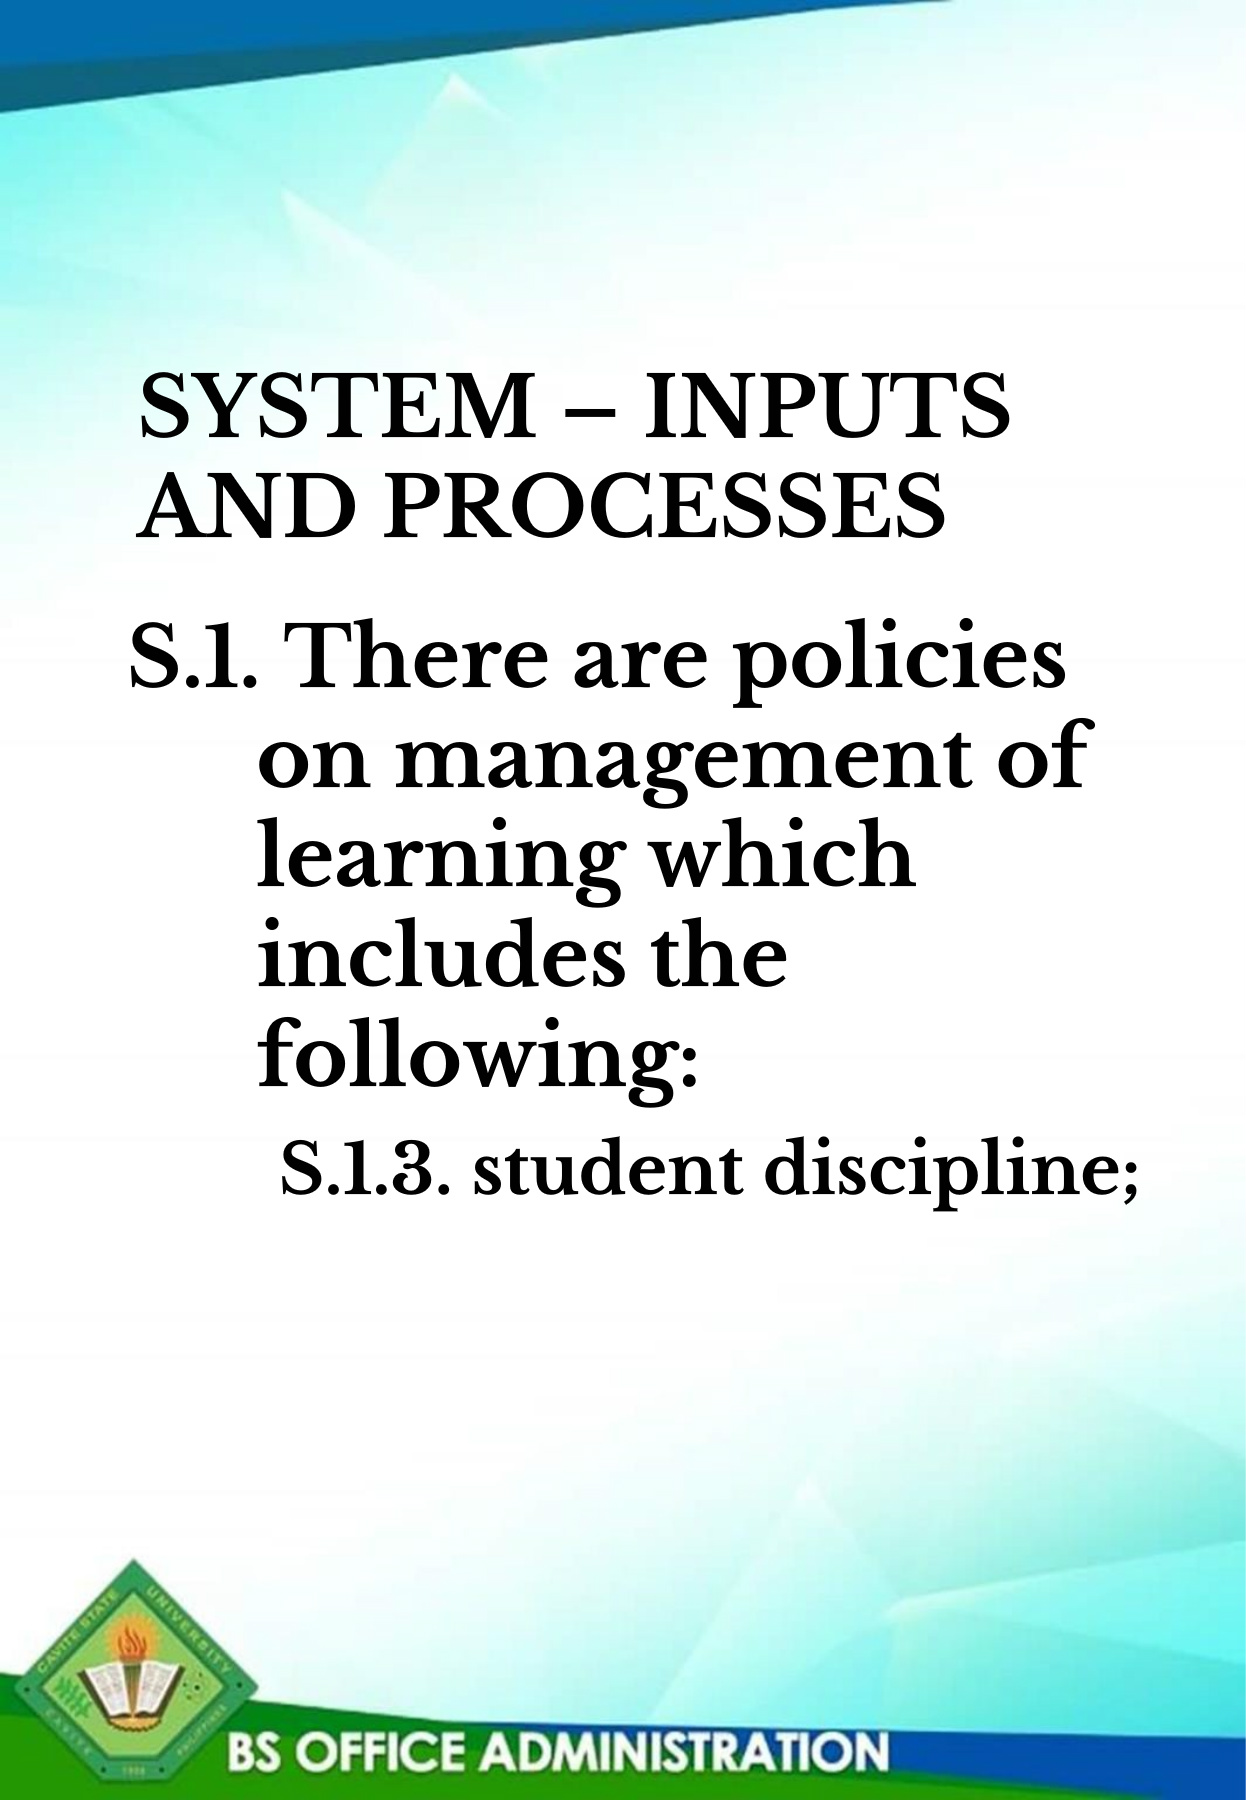 SYSTEM – INPUTS
AND PROCESSES
S.1. There are policies
on management of
learning which
includes the
following:
S.1.3. student discipline;
CAVITE STATE UNIVERSITY
CAVITE PHILIPPINES
1906
BS OFFICE ADMINISTRATION